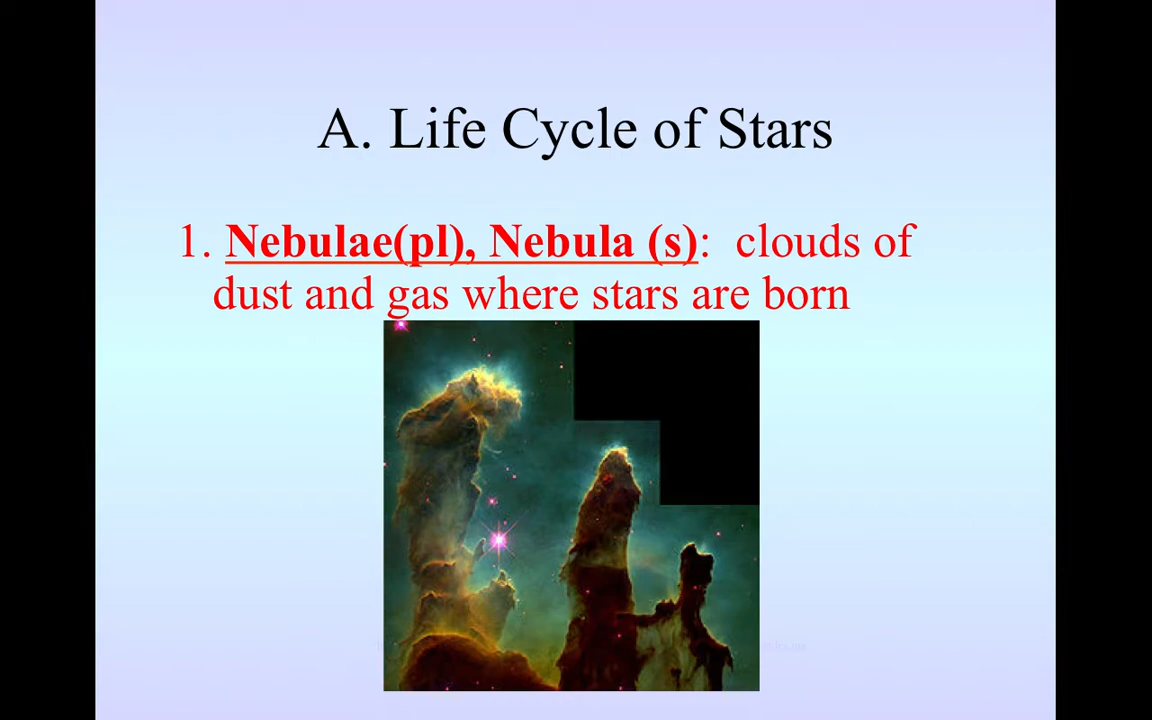 A. Life Cycle of Stars
1. Nebulae(pl), Nebula (s):  clouds of
dust and gas where stars are born